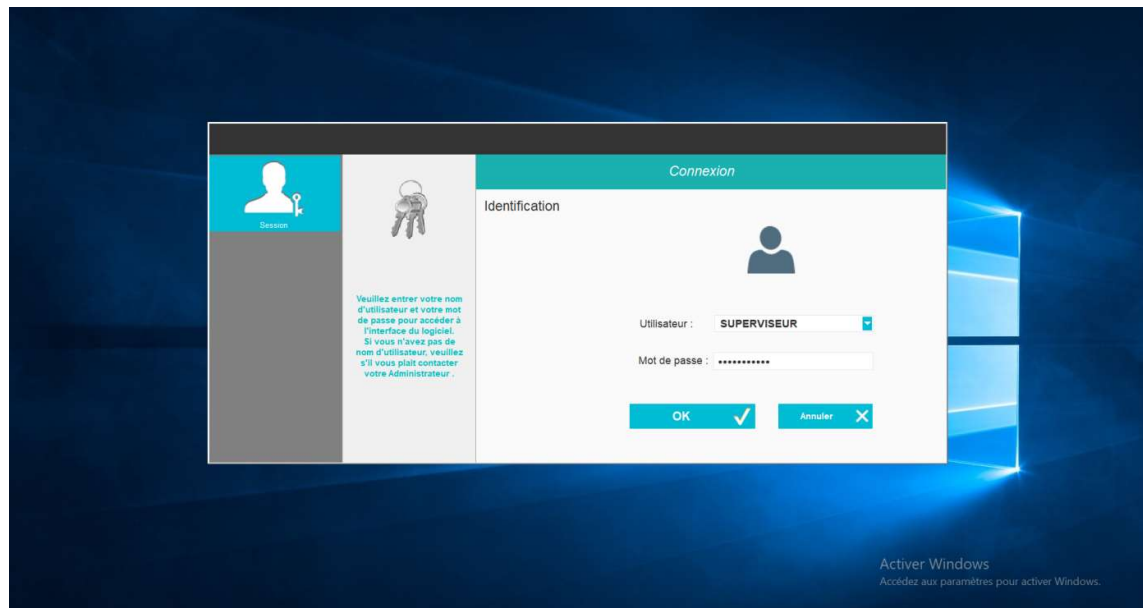 Connexion
Session
Identification
Veuillez entrer votre nom
d'utilisateur et votre mot
de passe pour accéder à
l'interface du logiciel.
Si vous n'avez pas de
nom d'utilisateur, veuillez
s'il vous plait contacter
votre Administrateur .
Utilisateur : SUPERVISEUR
Mot de passe : •••••••••••
OK Annuler
Activer Windows
Accédez aux paramètres pour activer Windows.